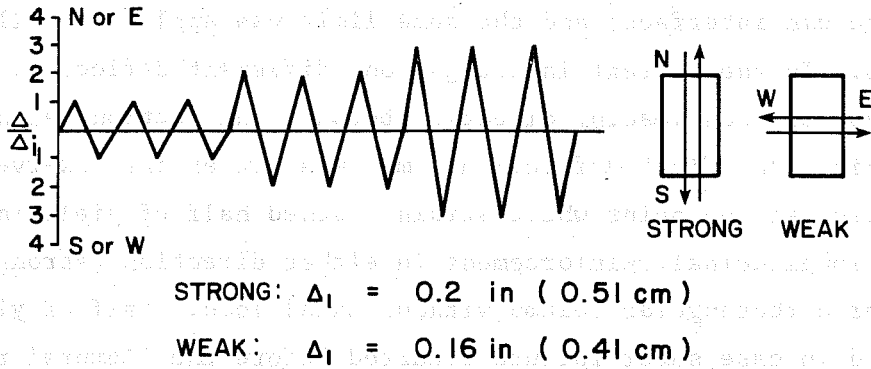 4 N or E
3
2
1
Δ/Δi
1
2
3
4 S or W
N
S
STRONG
W E
WEAK
STRONG: Δ₁ = 0.2 in (0.51 cm)
WEAK: Δ₁ = 0.16 in (0.41 cm)